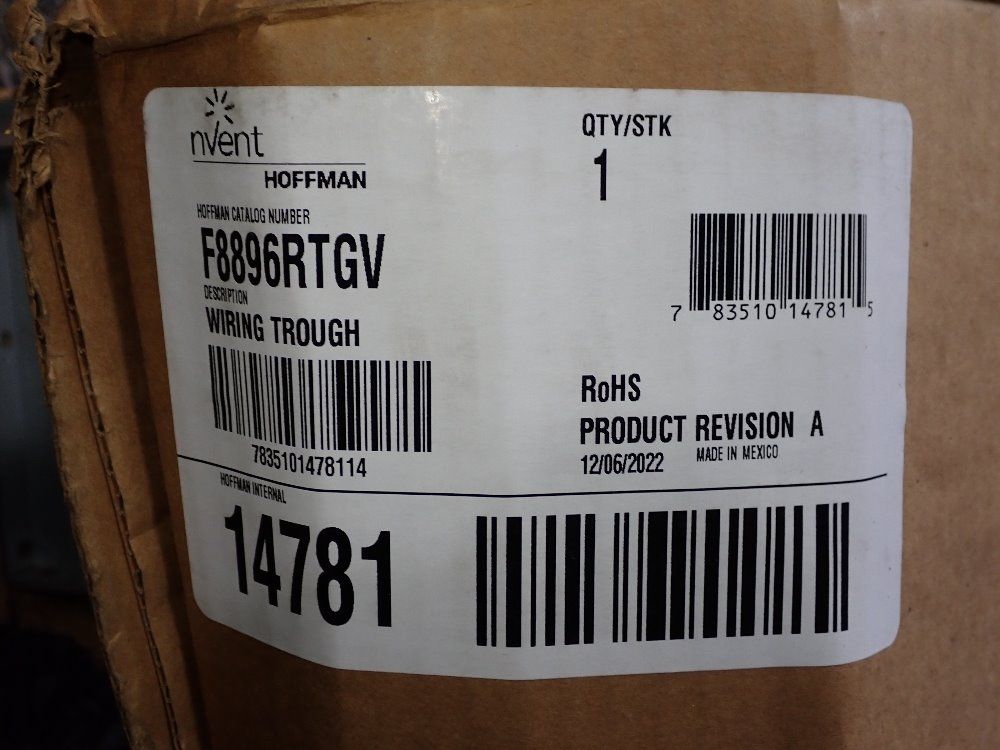 nVent
HOFFMAN
HOFFMAN CATALOG NUMBER
F8896RTGV
DESCRIPTION
WIRING TROUGH
7835101478114
QTY/STK
1
7 83510 14781 5
RoHS
PRODUCT REVISION A
12/06/2022 MADE IN MEXICO
HOFFMAN INTERNAL
14781